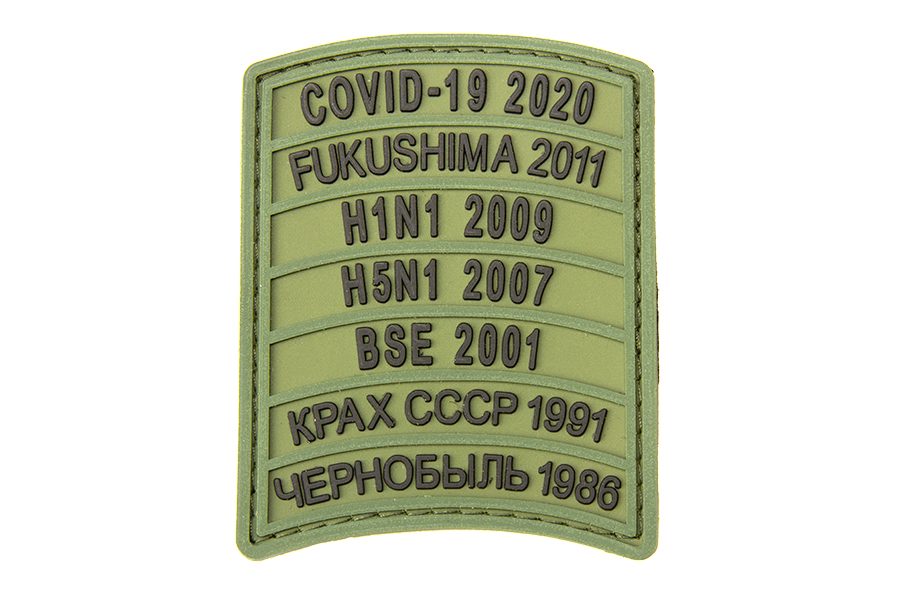 COVID-19 2020
FUKUSHIMA 2011
H1N1 2009
H5N1 2007
BSE 2001
КРАХ СССР 1991
ЧЕРНОБЫЛЬ 1986